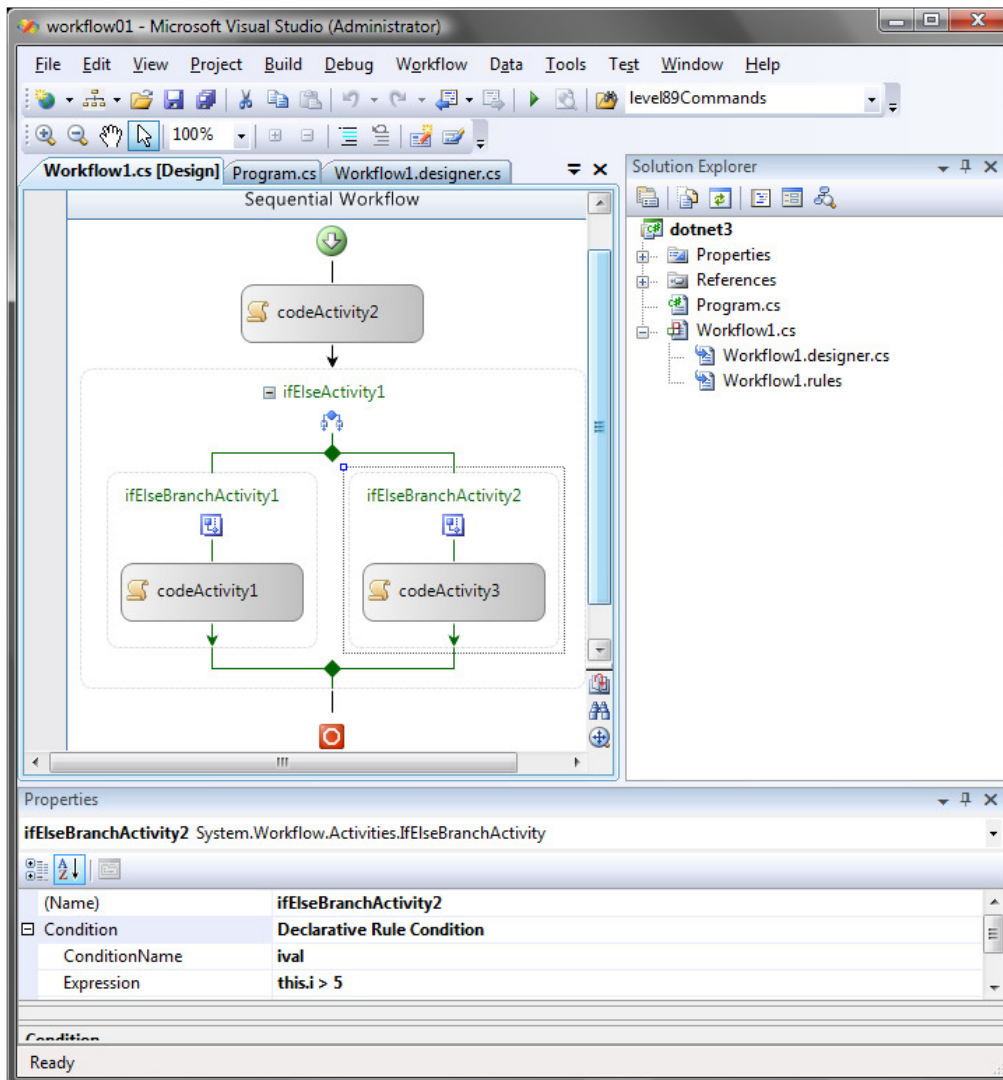 workflow01 - Microsoft Visual Studio (Administrator)
File Edit View Project Build Debug Workflow Data Tools Test Window Help
level89Commands
100%
Workflow1.cs [Design] Program.cs Workflow1.designer.cs
Sequential Workflow
codeActivity2
ifElseActivity1
ifElseBranchActivity1 ifElseBranchActivity2
codeActivity1 codeActivity3
Solution Explorer
dotnet3
Properties
References
Program.cs
Workflow1.cs
Workflow1.designer.cs
Workflow1.rules
Properties
ifElseBranchActivity2 System.Workflow.Activities.IfElseBranchActivity
(Name) ifElseBranchActivity2
Condition Declarative Rule Condition
ConditionName ival
Expression this.i > 5
Condition
Ready